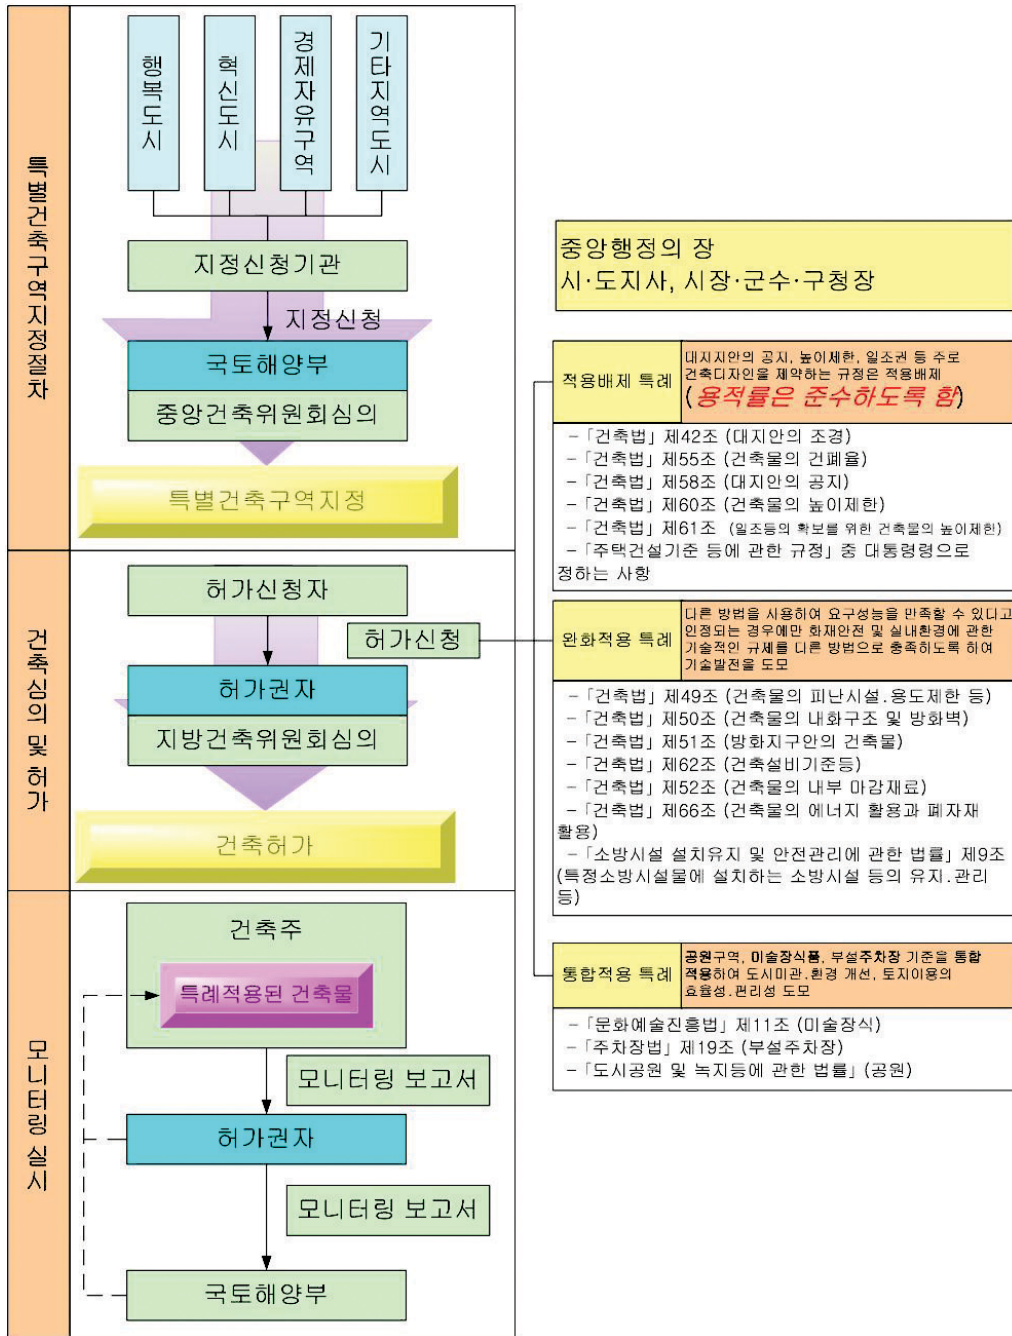 특별건축구역지정절차
행복도시
혁신도시
경제자유구역
기타지역도시
지정신청기관
지정신청
국토해양부
중앙건축위원회심의
특별건축구역지정
건축심의 및 허가
허가신청자
허가신청
허가권자
지방건축위원회심의
건축허가
모니터링 실시
건축주
특례적용된 건축물
모니터링 보고서
허가권자
모니터링 보고서
국토해양부
중앙행정의 장
시·도지사, 시장·군수·구청장
적용배제 특례
대지지안의 공지, 높이제한, 일조권 등 주로
건축디자인을 제약하는 규정은 적용배제
(용적률은 준수하도록 함)
– 「건축법」 제42조 (대지안의 조경)
– 「건축법」 제55조 (건축물의 건폐율)
– 「건축법」 제58조 (대지안의 공지)
– 「건축법」 제60조 (건축물의 높이제한)
– 「건축법」 제61조 (일조등의 확보를 위한 건축물의 높이제한)
– 「주택건설기준 등에 관한 규정」 중 대통령령으로
정하는 사항
완화적용 특례
다른 방법을 사용하여 요구성능을 만족할 수 있다고
인정되는 경우에만 화재안전 및 실내환경에 관한
기술적인 규제를 다른 방법으로 충족하도록 하여
기술발전을 도모
– 「건축법」 제49조 (건축물의 피난시설.용도제한 등)
– 「건축법」 제50조 (건축물의 내화구조 및 방화벽)
– 「건축법」 제51조 (방화지구안의 건축물)
– 「건축법」 제62조 (건축설비기준등)
– 「건축법」 제52조 (건축물의 내부 마감재료)
– 「건축법」 제66조 (건축물의 에너지 활용과 폐자재
활용)
– 「소방시설 설치유지 및 안전관리에 관한 법률」 제9조
(특정소방시설물에 설치하는 소방시설 등의 유지.관리
등)
통합적용 특례
공원구역, 미술장식품, 부설주차장 기준을 통합
적용하여 도시미관.환경 개선, 토지이용의
효율성.편리성 도모
– 「문화예술진흥법」 제11조 (미술장식)
– 「주차장법」 제19조 (부설주차장)
– 「도시공원 및 녹지등에 관한 법률」 (공원)